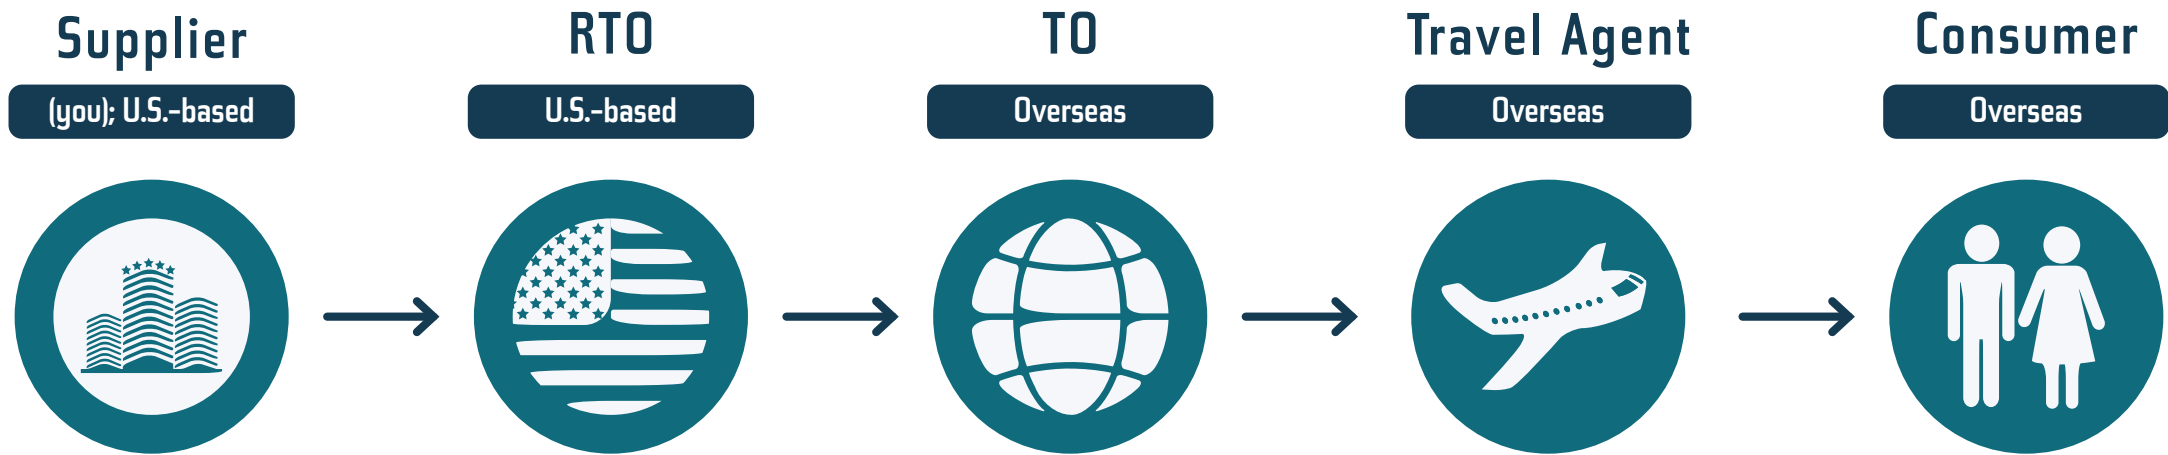 Supplier
(you); U.S.-based
RTO
U.S.-based
TO
Overseas
Travel Agent
Overseas
Consumer
Overseas